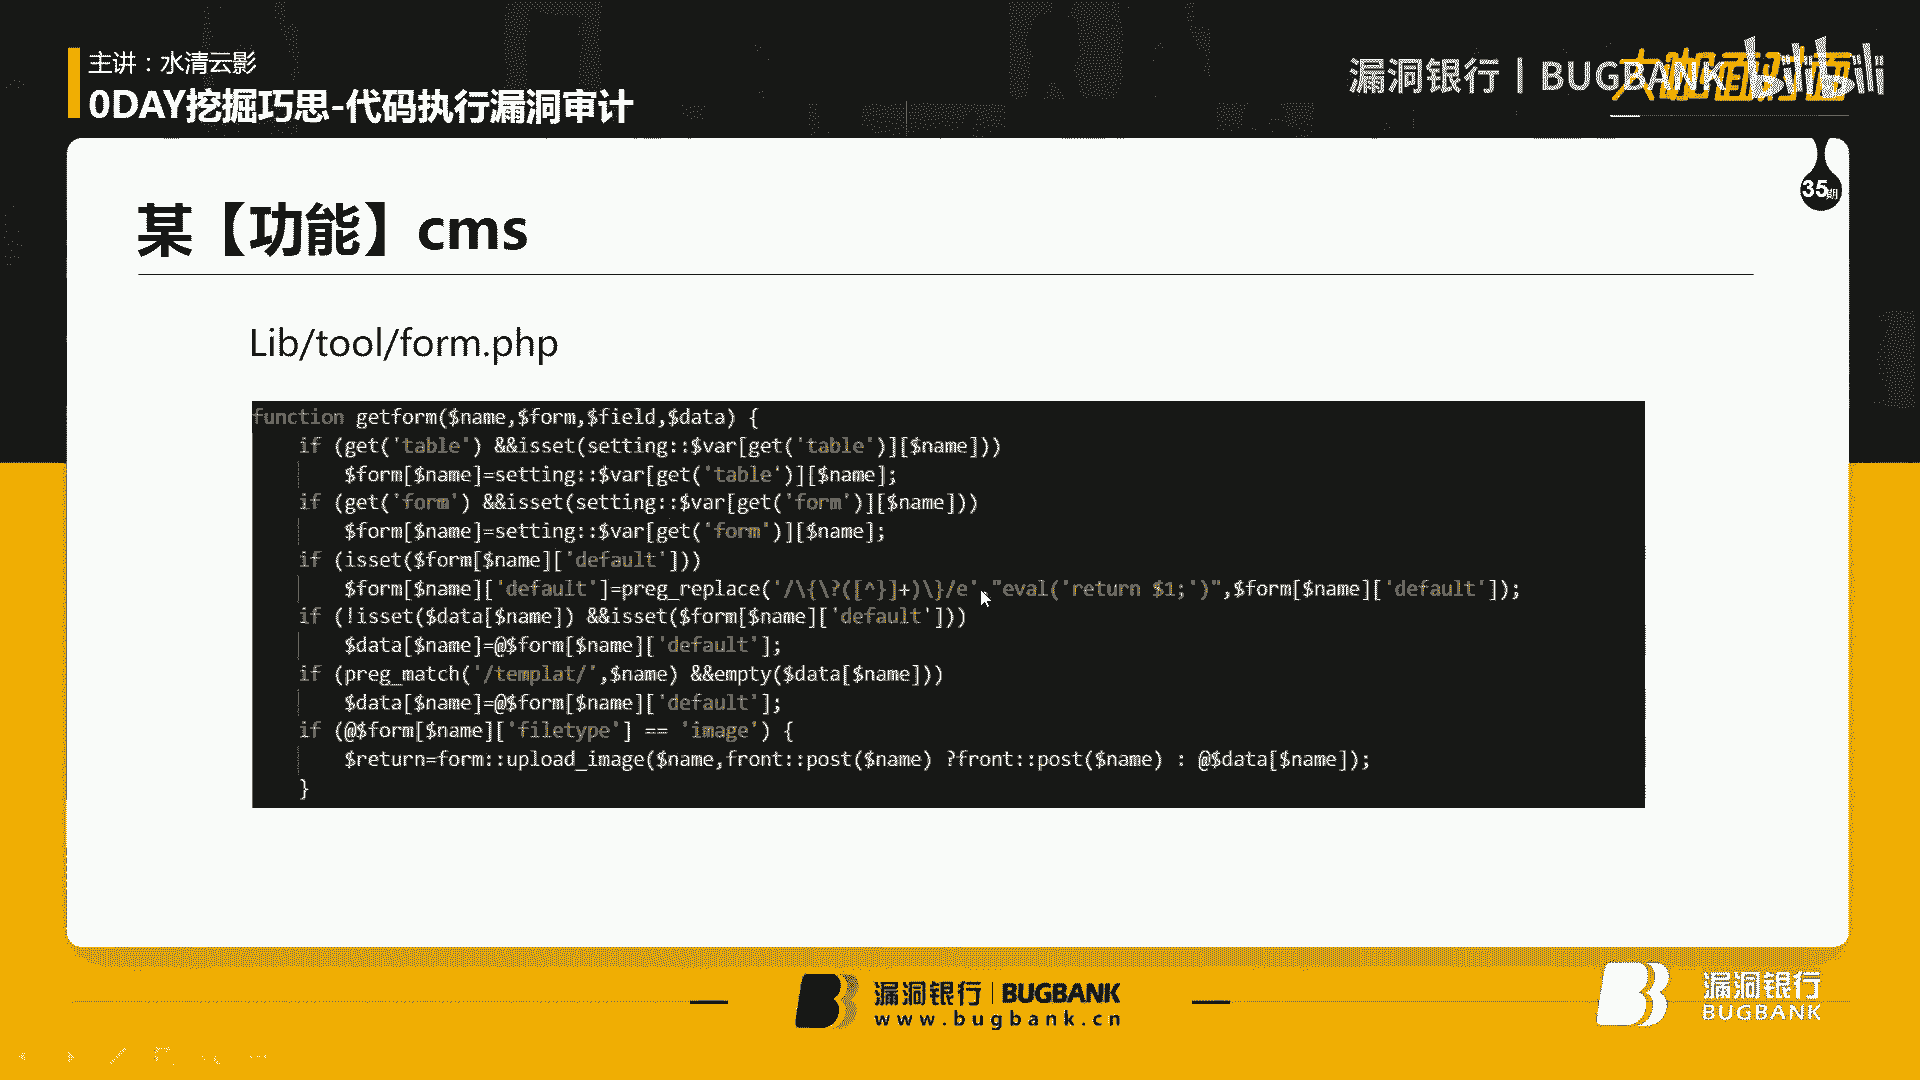 主讲：水清云影
0DAY挖掘巧思-代码执行漏洞审计
漏洞银行 | BUGBANK
大咖面对面
bilibili
35期
某【功能】cms
Lib/tool/form.php
function getform($name,$form,$field,$data) {
    if (get('table') &&isset(setting::$var[get('table')][$name]))
        $form[$name]=setting::$var[get('table')][$name];
    if (get('form') &&isset(setting::$var[get('form')][$name]))
        $form[$name]=setting::$var[get('form')][$name];
    if (isset($form[$name]['default']))
        $form[$name]['default']=preg_replace('/\{\?([^}]+)\}/e',"eval('return $1;')",$form[$name]['default']);
    if (!isset($data[$name]) &&isset($form[$name]['default']))
        $data[$name]=@$form[$name]['default'];
    if (preg_match('/templat/',$name) &&empty($data[$name]))
        $data[$name]=@$form[$name]['default'];
    if (@$form[$name]['filetype'] == 'image') {
        $return=form::upload_image($name,front::post($name) ?front::post($name) : @$data[$name]);
    }
漏洞银行 | BUGBANK
www.bugbank.cn
漏洞银行
BUGBANK